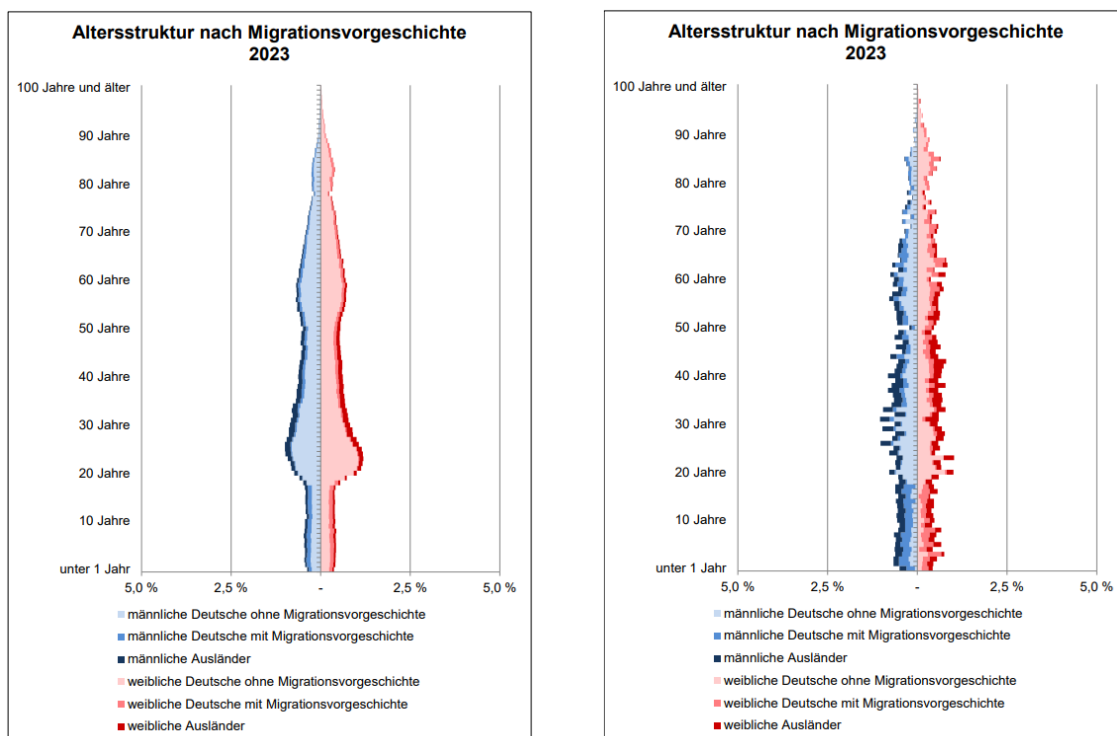 Altersstruktur nach Migrationsvorgeschichte
2023
100 Jahre und älter
90 Jahre
80 Jahre
70 Jahre
60 Jahre
50 Jahre
40 Jahre
30 Jahre
20 Jahre
10 Jahre
unter 1 Jahr
5,0 % 2,5 % - 2,5 % 5,0 %
männliche Deutsche ohne Migrationsvorgeschichte
männliche Deutsche mit Migrationsvorgeschichte
männliche Ausländer
weibliche Deutsche ohne Migrationsvorgeschichte
weibliche Deutsche mit Migrationsvorgeschichte
weibliche Ausländer
Altersstruktur nach Migrationsvorgeschichte
2023
100 Jahre und älter
90 Jahre
80 Jahre
70 Jahre
60 Jahre
50 Jahre
40 Jahre
30 Jahre
20 Jahre
10 Jahre
unter 1 Jahr
5,0 % 2,5 % - 2,5 % 5,0 %
männliche Deutsche ohne Migrationsvorgeschichte
männliche Deutsche mit Migrationsvorgeschichte
männliche Ausländer
weibliche Deutsche ohne Migrationsvorgeschichte
weibliche Deutsche mit Migrationsvorgeschichte
weibliche Ausländer